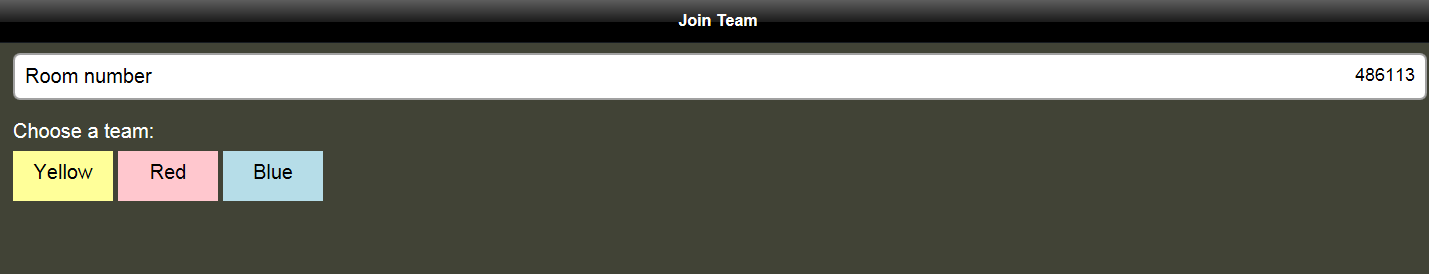 Join Team
Room number 486113
Choose a team:
Yellow Red Blue